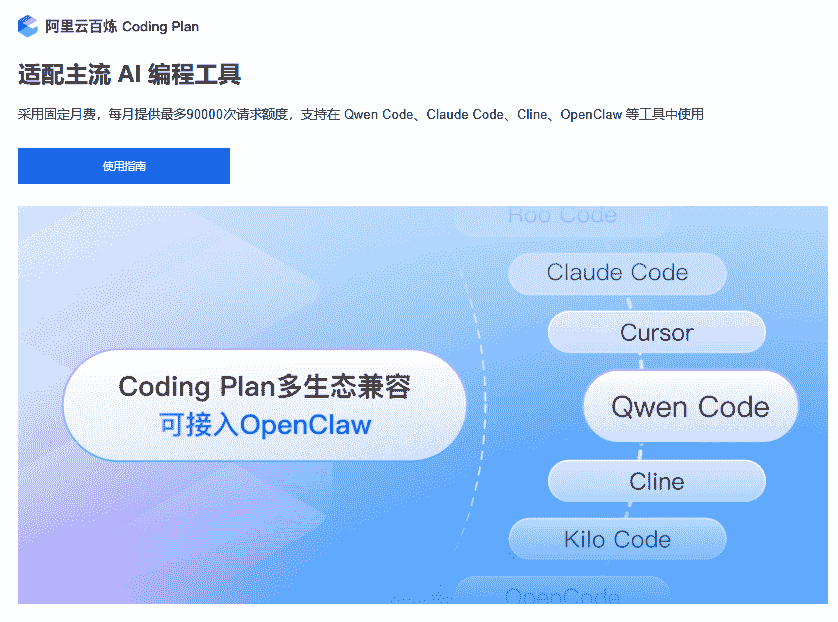 阿里云百炼 Coding Plan
适配主流 AI 编程工具
采用固定月费，每月提供最多90000次请求额度，支持在 Qwen Code、Claude Code、Cline、OpenClaw 等工具中使用
使用指南
Roo Code
Claude Code
Cursor
Coding Plan多生态兼容
可接入OpenClaw
Qwen Code
Cline
Kilo Code
OpenCode